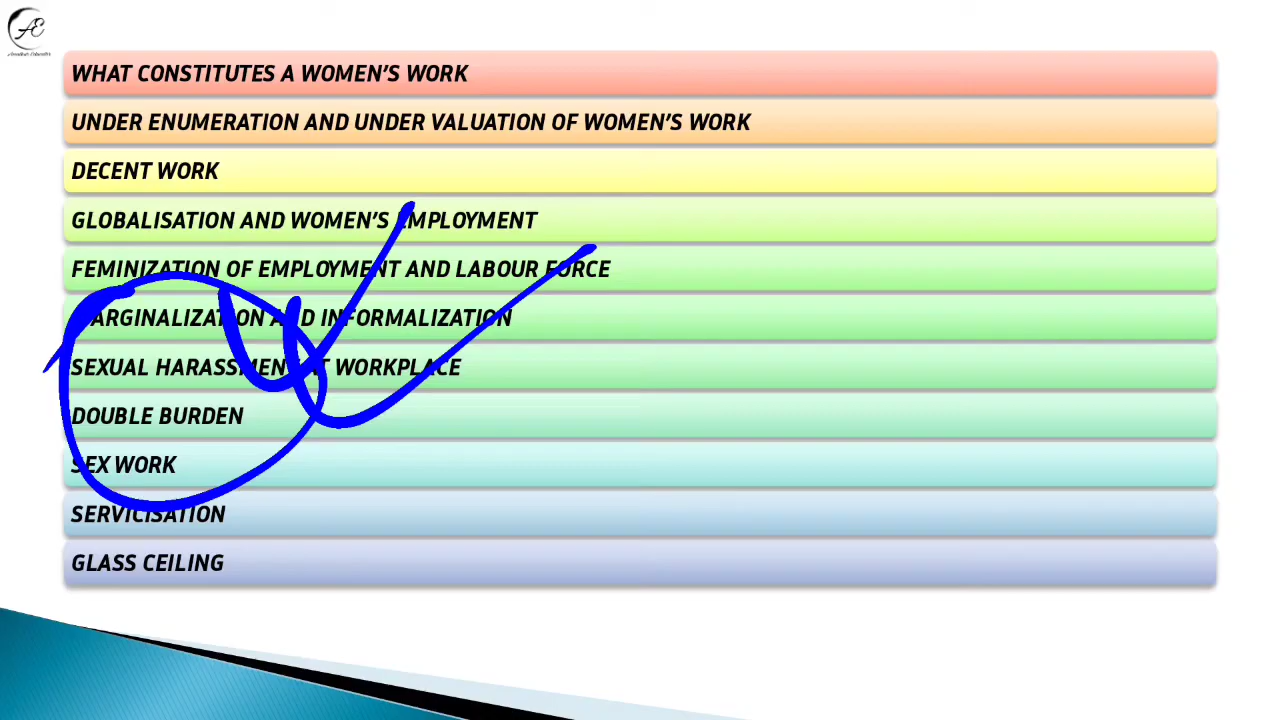 AE
WHAT CONSTITUTES A WOMEN'S WORK
UNDER ENUMERATION AND UNDER VALUATION OF WOMEN'S WORK
DECENT WORK
GLOBALISATION AND WOMEN'S EMPLOYMENT
FEMINIZATION OF EMPLOYMENT AND LABOUR FORCE
MARGINALIZATION AND INFORMALIZATION
SEXUAL HARASSMENT AT WORKPLACE
DOUBLE BURDEN
SEX WORK
SERVICISATION
GLASS CEILING